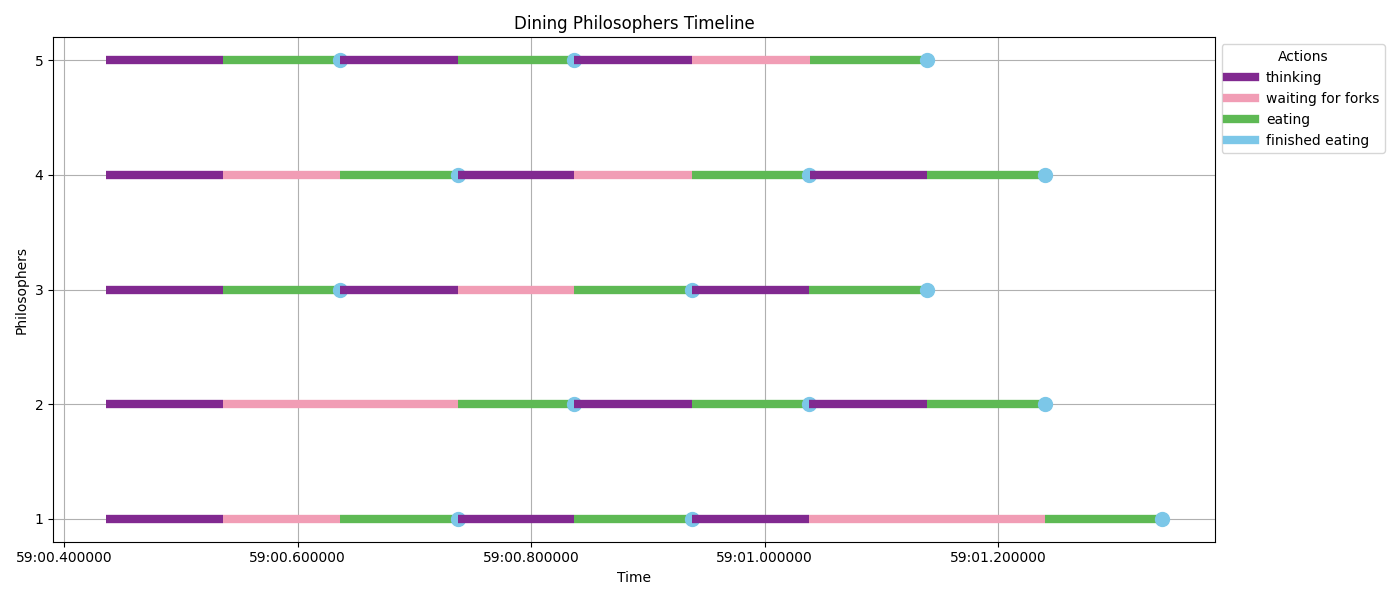 Dining Philosophers Timeline
Actions
thinking
waiting for forks
eating
finished eating
Philosophers
5
4
3
2
1
59:00.400000 59:00.600000 59:00.800000 59:01.000000 59:01.200000
Time